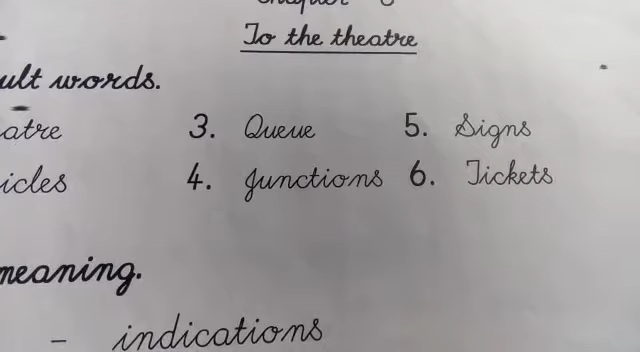 To the theatre
ult words.
atre 3. Queue 5. Signs
icles 4. Junctions 6. Tickets
meaning.
– indications